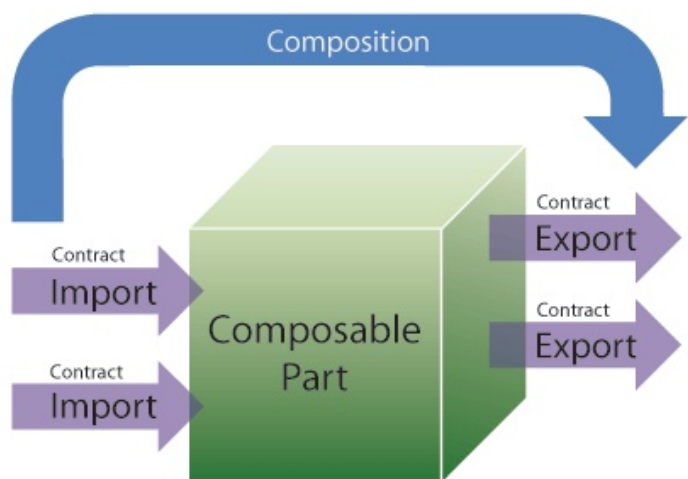 Composition
Contract
Import
Contract
Import
Composable
Part
Contract
Export
Contract
Export